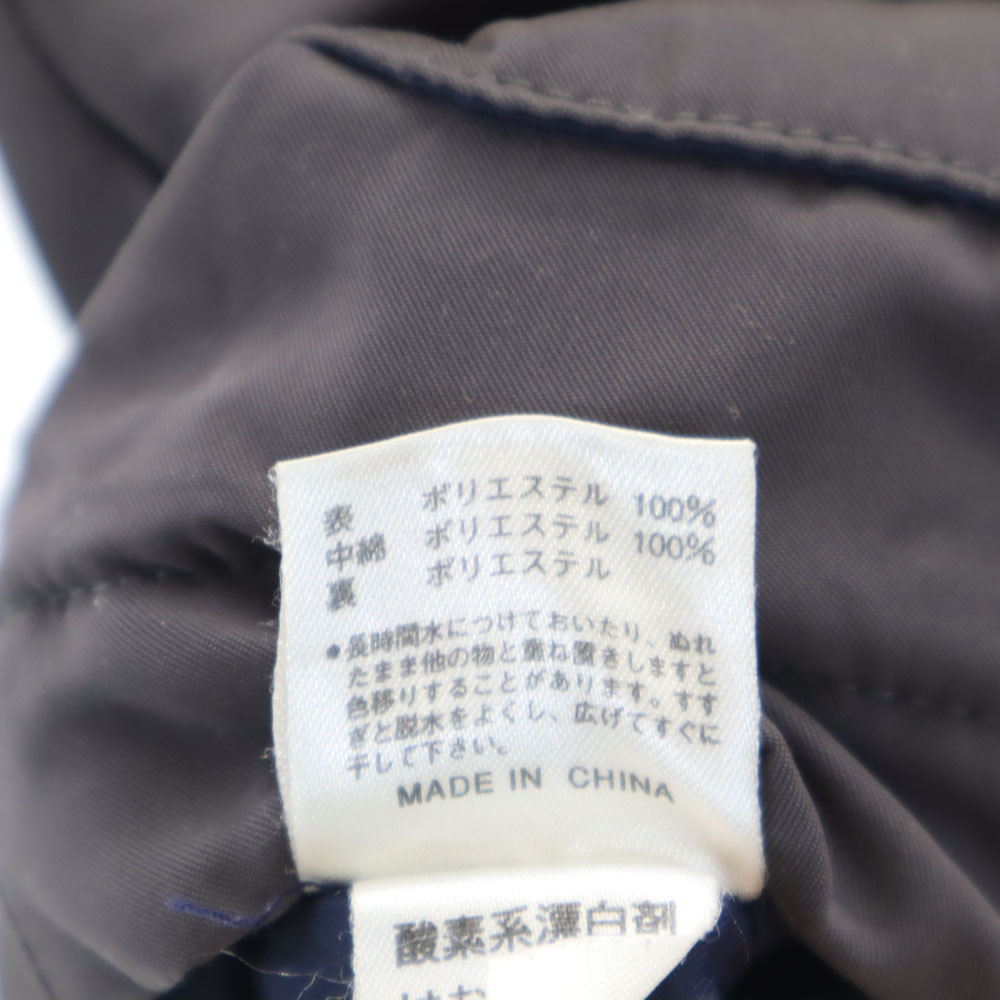 表 ポリエステル 100%
中綿 ポリエステル 100%
裏 ポリエステル
●長時間水につけておいたり、ぬれ
たまま他の物と重ね置きしますと
色移りすることがあります。すす
ぎと脱水をよくし、広げてすぐに
干して下さい。
MADE IN CHINA
酸素系漂白剤